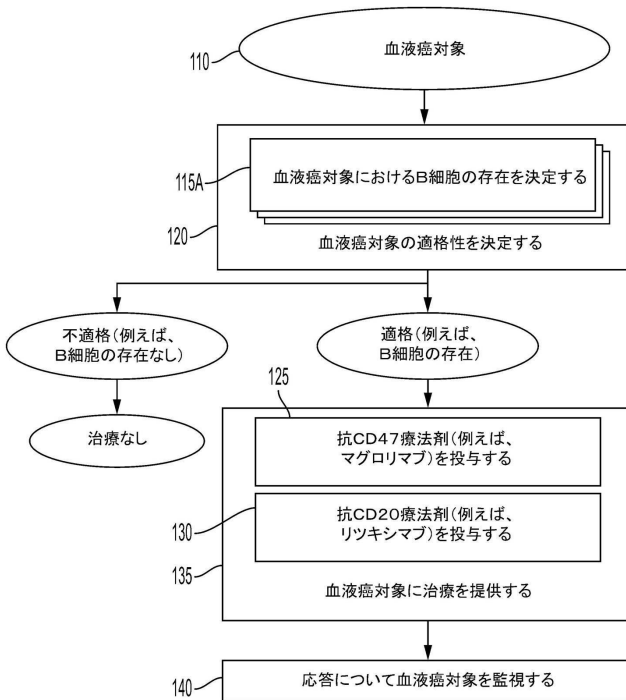 110
血液癌対象
115A
血液癌対象におけるB細胞の存在を決定する
120
血液癌対象の適格性を決定する
不適格(例えば、
B細胞の存在なし)
適格(例えば、
B細胞の存在)
治療なし
125
抗CD47療法剤(例えば、
マグロリマブ)を投与する
130
抗CD20療法剤(例えば、
リツキシマブ)を投与する
135
血液癌対象に治療を提供する
140
応答について血液癌対象を監視する